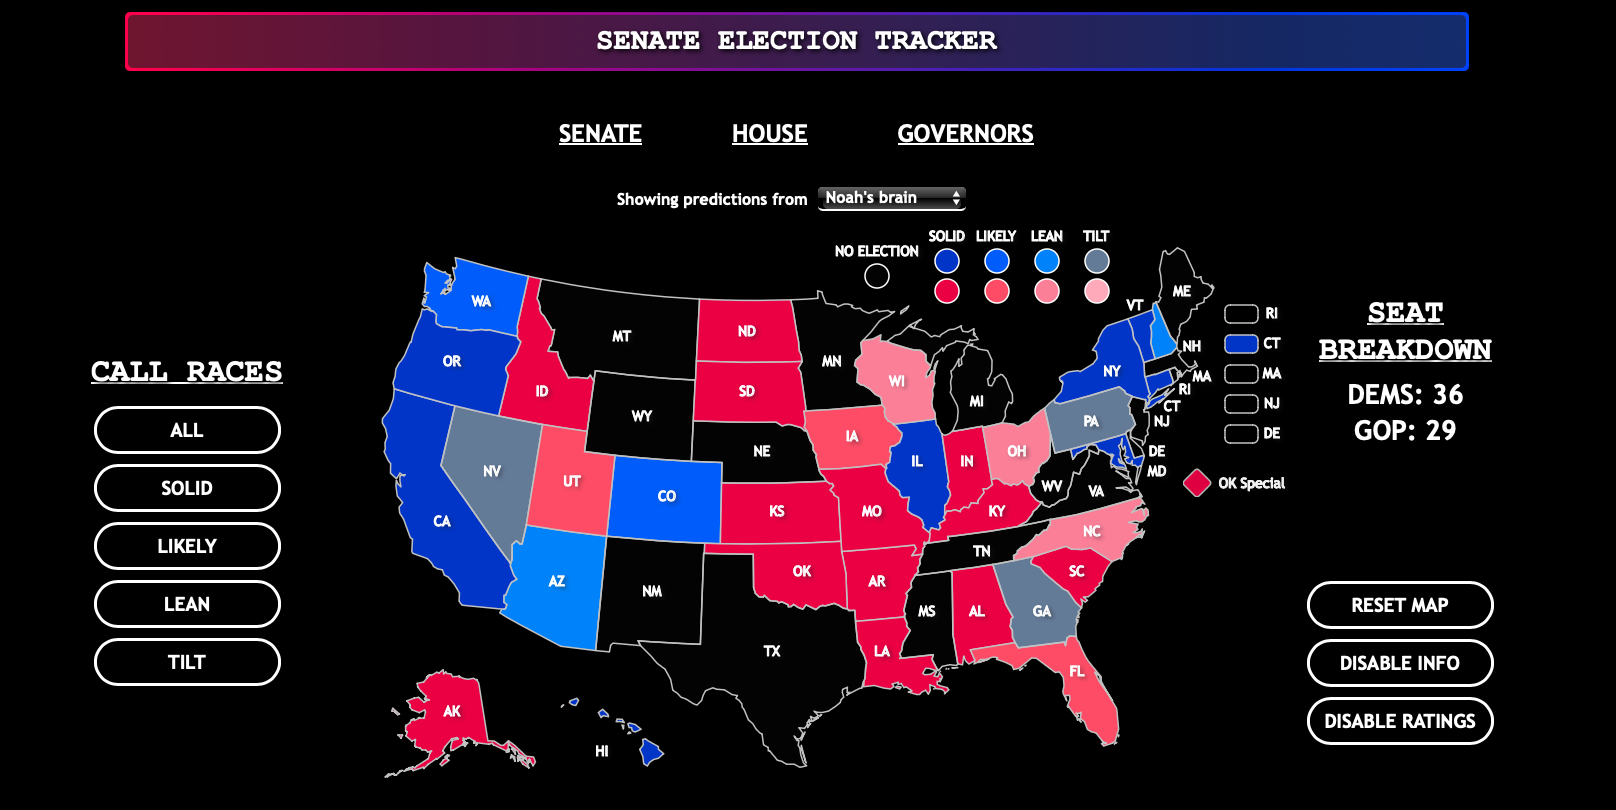 SENATE ELECTION TRACKER
SENATE HOUSE GOVERNORS
Showing predictions from Noah's brain
NO ELECTION SOLID LIKELY LEAN TILT
CALL RACES
ALL
SOLID
LIKELY
LEAN
TILT
WA
OR
CA
NV
ID
MT
WY
UT
CO
AZ
NM
ND
SD
NE
KS
OK
TX
MN
IA
MO
AR
LA
WI
IL
MI
IN
OH
KY
TN
MS
AL
GA
FL
SC
NC
VA
WV
PA
NY
VT
ME
NH
MA
RI
CT
NJ
DE
MD
AK
HI
RI
CT
MA
NJ
DE
OK Special
SEAT
BREAKDOWN
DEMS: 36
GOP: 29
RESET MAP
DISABLE INFO
DISABLE RATINGS